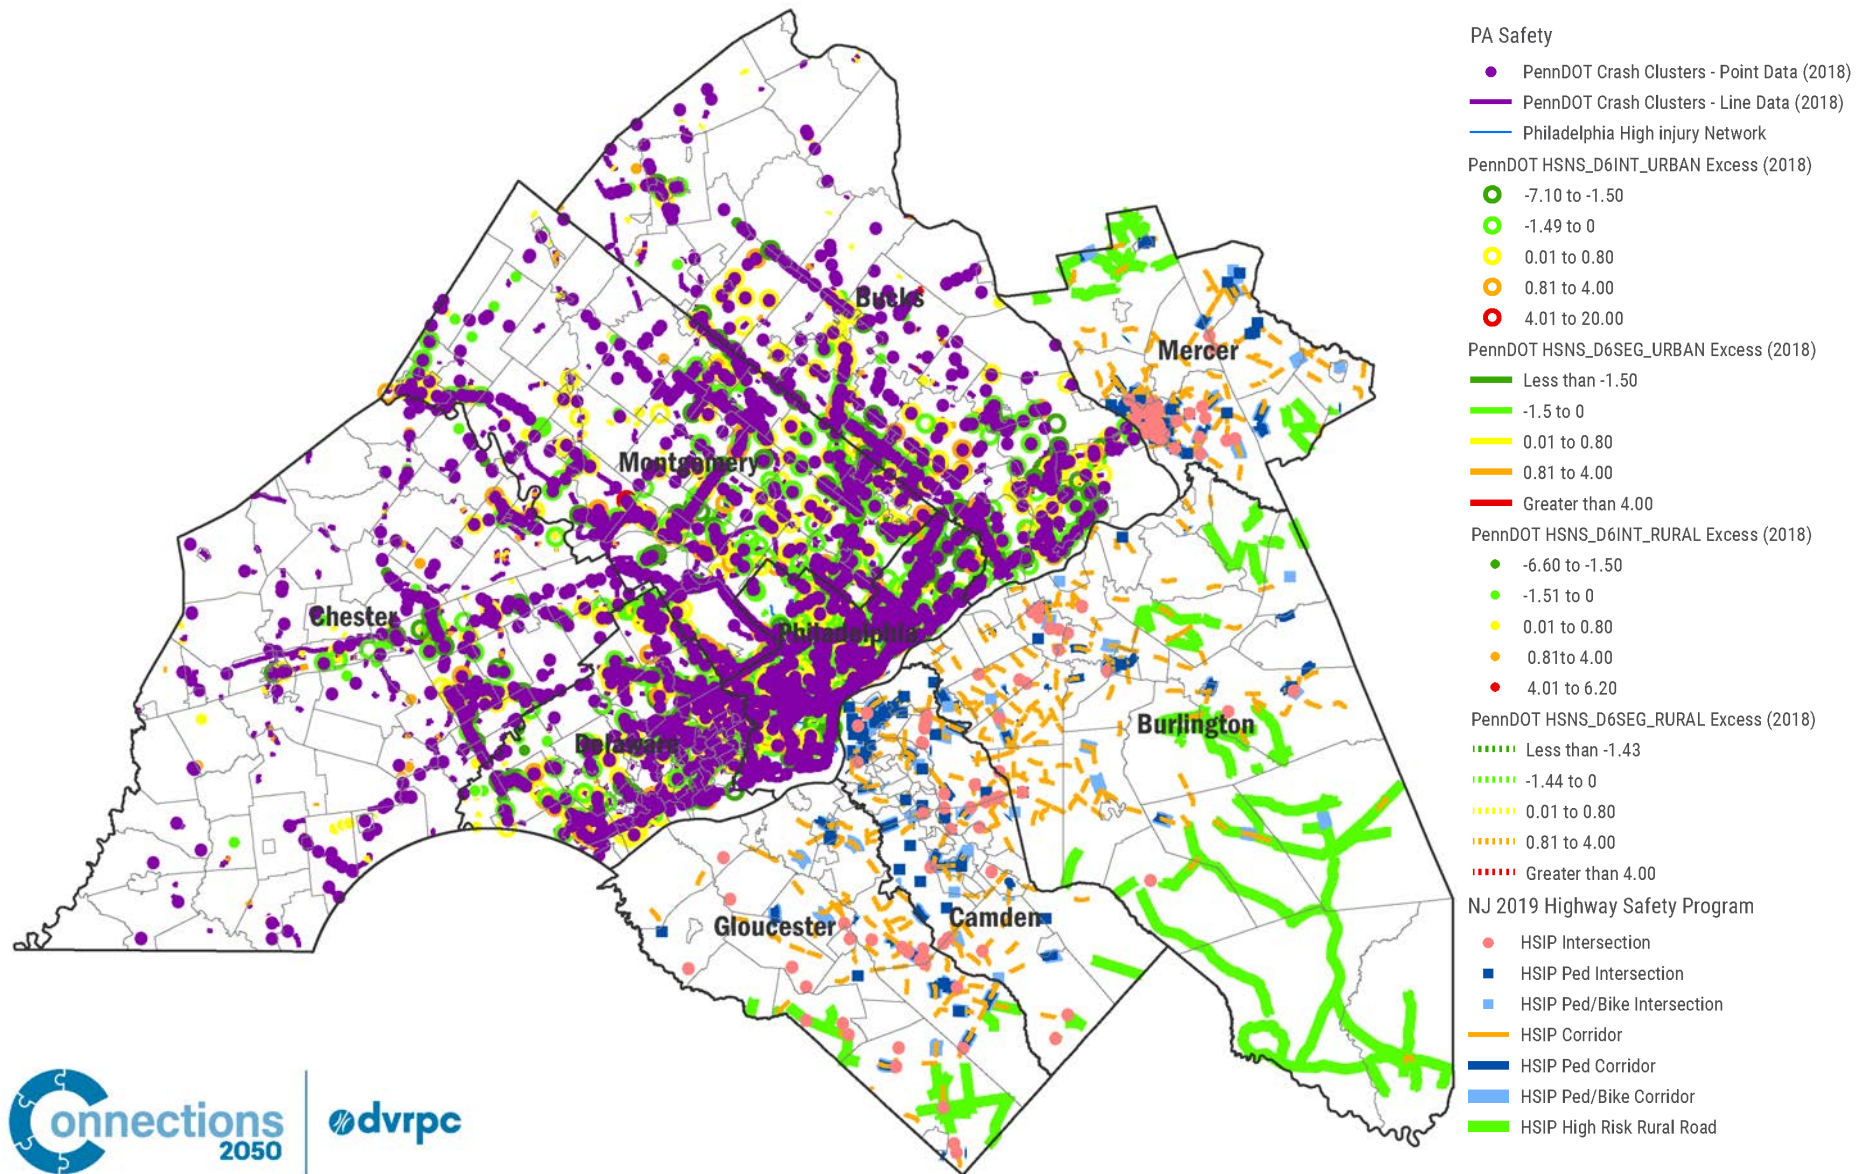 PA Safety
PennDOT Crash Clusters - Point Data (2018)
PennDOT Crash Clusters - Line Data (2018)
Philadelphia High injury Network
PennDOT HSNS_D6INT_URBAN Excess (2018)
-7.10 to -1.50
-1.49 to 0
0.01 to 0.80
0.81 to 4.00
4.01 to 20.00
PennDOT HSNS_D6SEG_URBAN Excess (2018)
Less than -1.50
-1.5 to 0
0.01 to 0.80
0.81 to 4.00
Greater than 4.00
PennDOT HSNS_D6INT_RURAL Excess (2018)
-6.60 to -1.50
-1.51 to 0
0.01 to 0.80
0.81to 4.00
4.01 to 6.20
PennDOT HSNS_D6SEG_RURAL Excess (2018)
Less than -1.43
-1.44 to 0
0.01 to 0.80
0.81 to 4.00
Greater than 4.00
NJ 2019 Highway Safety Program
HSIP Intersection
HSIP Ped Intersection
HSIP Ped/Bike Intersection
HSIP Corridor
HSIP Ped Corridor
HSIP Ped/Bike Corridor
HSIP High Risk Rural Road
Bucks
Mercer
Montgomery
Chester
Philadelphia
Burlington
Delaware
Gloucester
Camden
Connections
2050
dvrpc